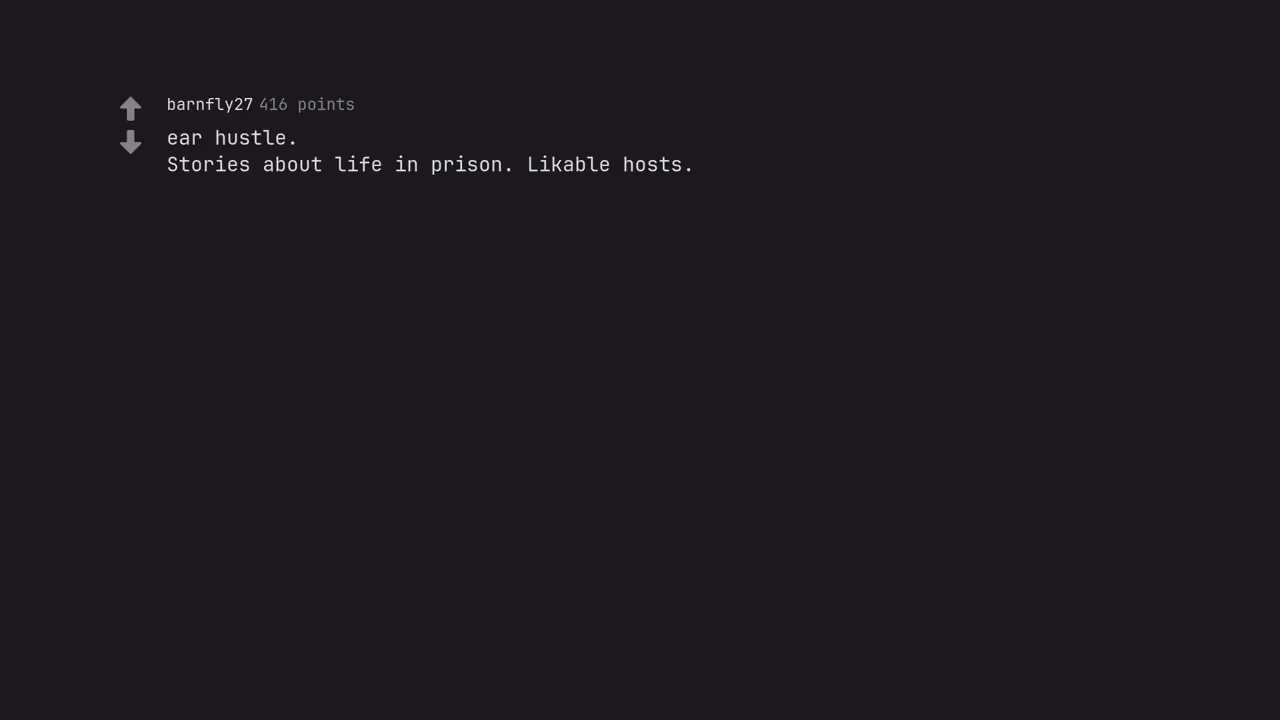 barnfly27 416 points
ear hustle.
Stories about life in prison. Likable hosts.